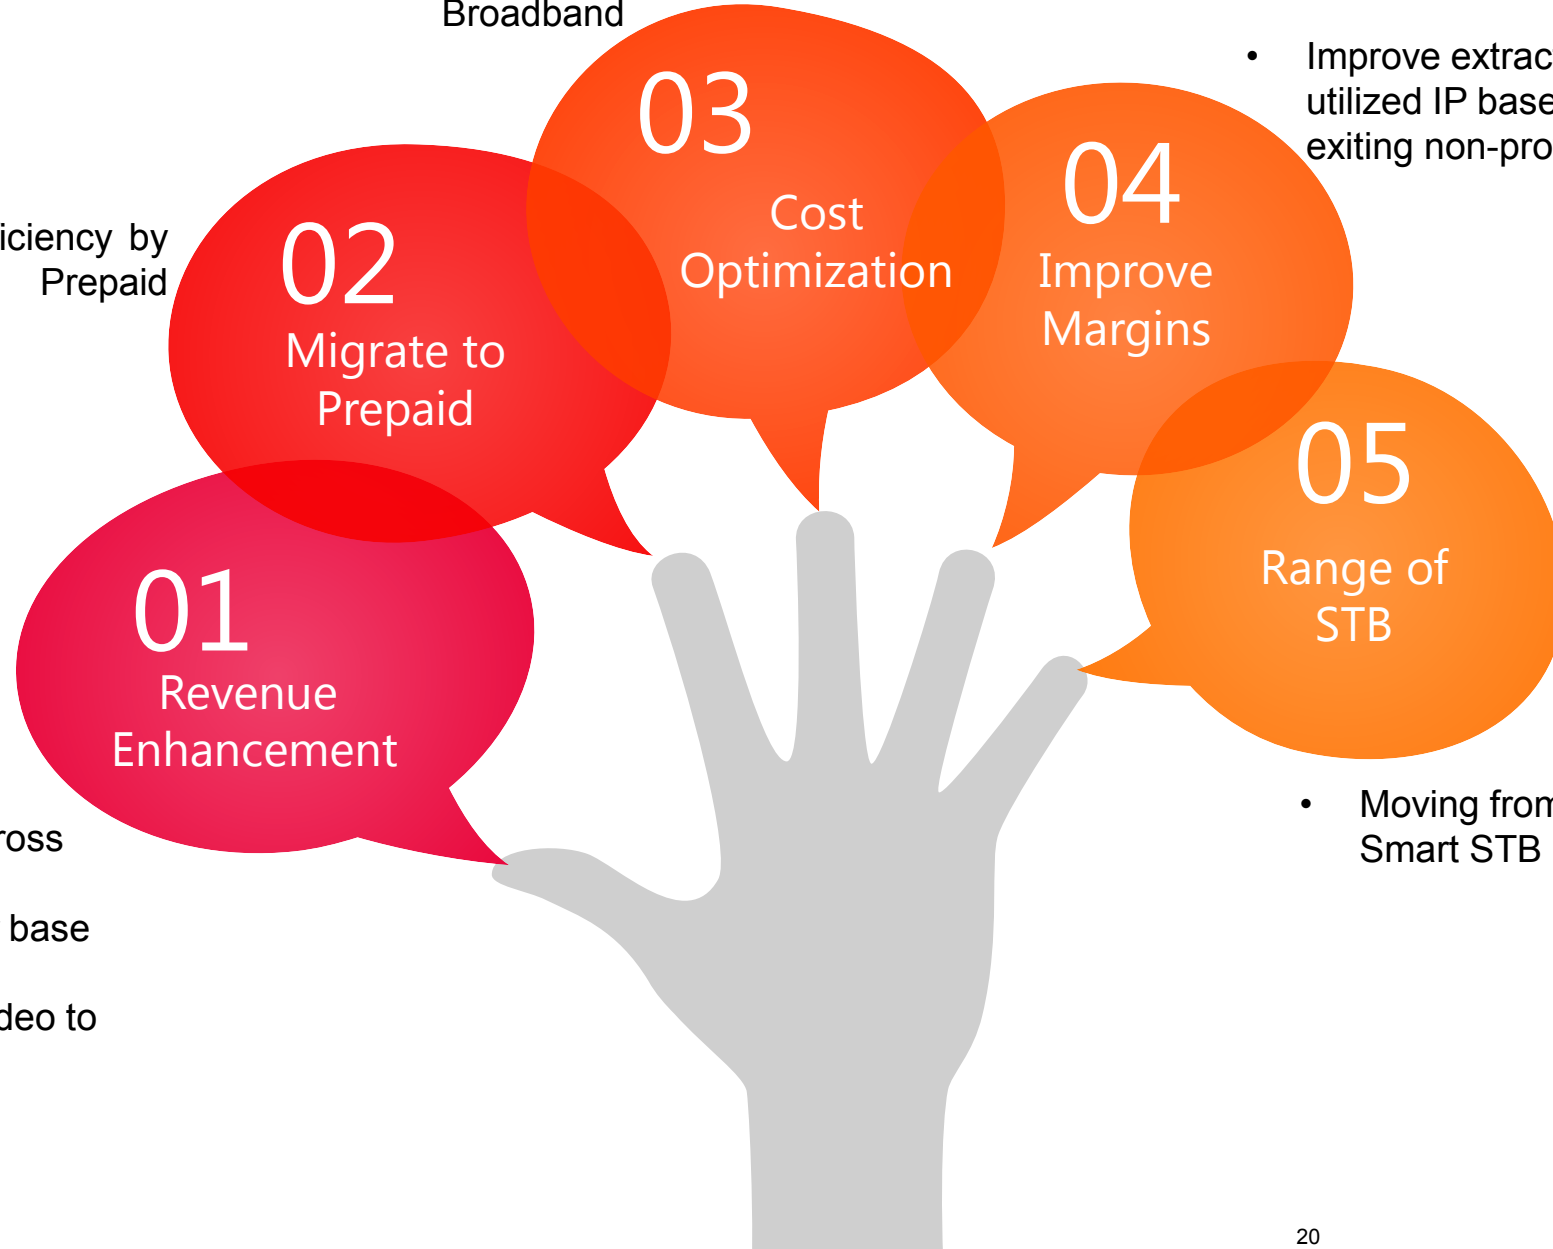 Broadband
03
Cost
Optimization
• Improve extrac
utilized IP base
exiting non-pro
04
Improve
Margins
iciency by
Prepaid
02
Migrate to
Prepaid
05
Range of
STB
01
Revenue
Enhancement
• Moving from
Smart STB
ross
base
deo to
20